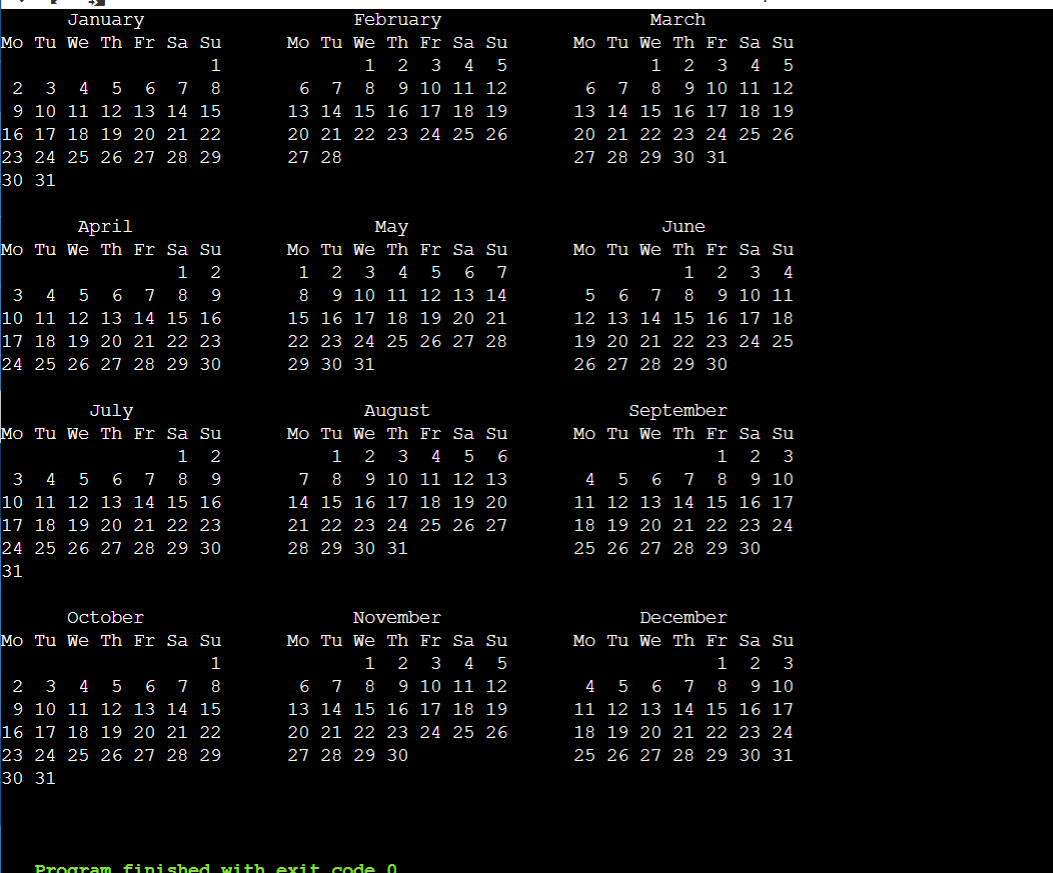 January                   February                   March
Mo Tu We Th Fr Sa Su      Mo Tu We Th Fr Sa Su      Mo Tu We Th Fr Sa Su
                   1             1  2  3  4  5             1  2  3  4  5
 2  3  4  5  6  7  8       6  7  8  9 10 11 12       6  7  8  9 10 11 12
 9 10 11 12 13 14 15      13 14 15 16 17 18 19      13 14 15 16 17 18 19
16 17 18 19 20 21 22      20 21 22 23 24 25 26      20 21 22 23 24 25 26
23 24 25 26 27 28 29      27 28                     27 28 29 30 31
30 31

       April                      May                       June
Mo Tu We Th Fr Sa Su      Mo Tu We Th Fr Sa Su      Mo Tu We Th Fr Sa Su
                1  2       1  2  3  4  5  6  7                1  2  3  4
 3  4  5  6  7  8  9       8  9 10 11 12 13 14       5  6  7  8  9 10 11
10 11 12 13 14 15 16      15 16 17 18 19 20 21      12 13 14 15 16 17 18
17 18 19 20 21 22 23      22 23 24 25 26 27 28      19 20 21 22 23 24 25
24 25 26 27 28 29 30      29 30 31                  26 27 28 29 30

        July                     August                  September
Mo Tu We Th Fr Sa Su      Mo Tu We Th Fr Sa Su      Mo Tu We Th Fr Sa Su
                1  2          1  2  3  4  5  6                   1  2  3
 3  4  5  6  7  8  9       7  8  9 10 11 12 13       4  5  6  7  8  9 10
10 11 12 13 14 15 16      14 15 16 17 18 19 20      11 12 13 14 15 16 17
17 18 19 20 21 22 23      21 22 23 24 25 26 27      18 19 20 21 22 23 24
24 25 26 27 28 29 30      28 29 30 31               25 26 27 28 29 30
31

      October                   November                  December
Mo Tu We Th Fr Sa Su      Mo Tu We Th Fr Sa Su      Mo Tu We Th Fr Sa Su
                   1             1  2  3  4  5                   1  2  3
 2  3  4  5  6  7  8       6  7  8  9 10 11 12       4  5  6  7  8  9 10
 9 10 11 12 13 14 15      13 14 15 16 17 18 19      11 12 13 14 15 16 17
16 17 18 19 20 21 22      20 21 22 23 24 25 26      18 19 20 21 22 23 24
23 24 25 26 27 28 29      27 28 29 30               25 26 27 28 29 30 31
30 31

Program finished with exit code 0